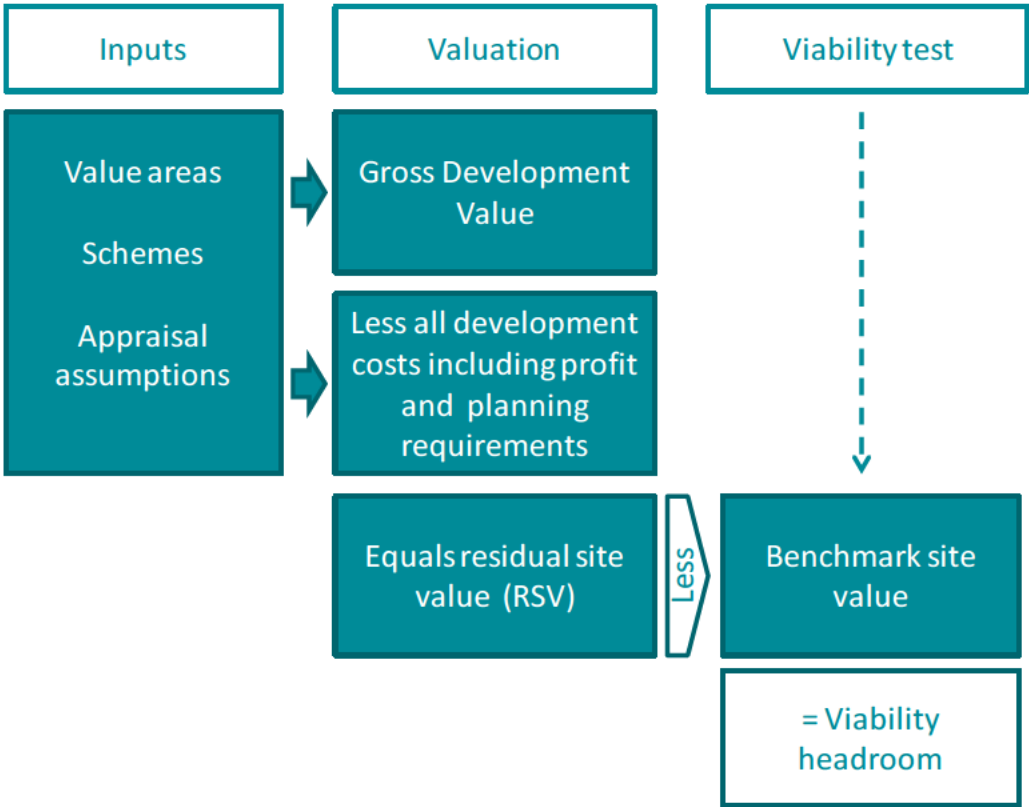 Inputs
Valuation
Viability test
Value areas
Schemes
Appraisal
assumptions
Gross Development
Value
Less all development
costs including profit
and planning
requirements
Equals residual site
value (RSV)
Less
Benchmark site
value
= Viability
headroom